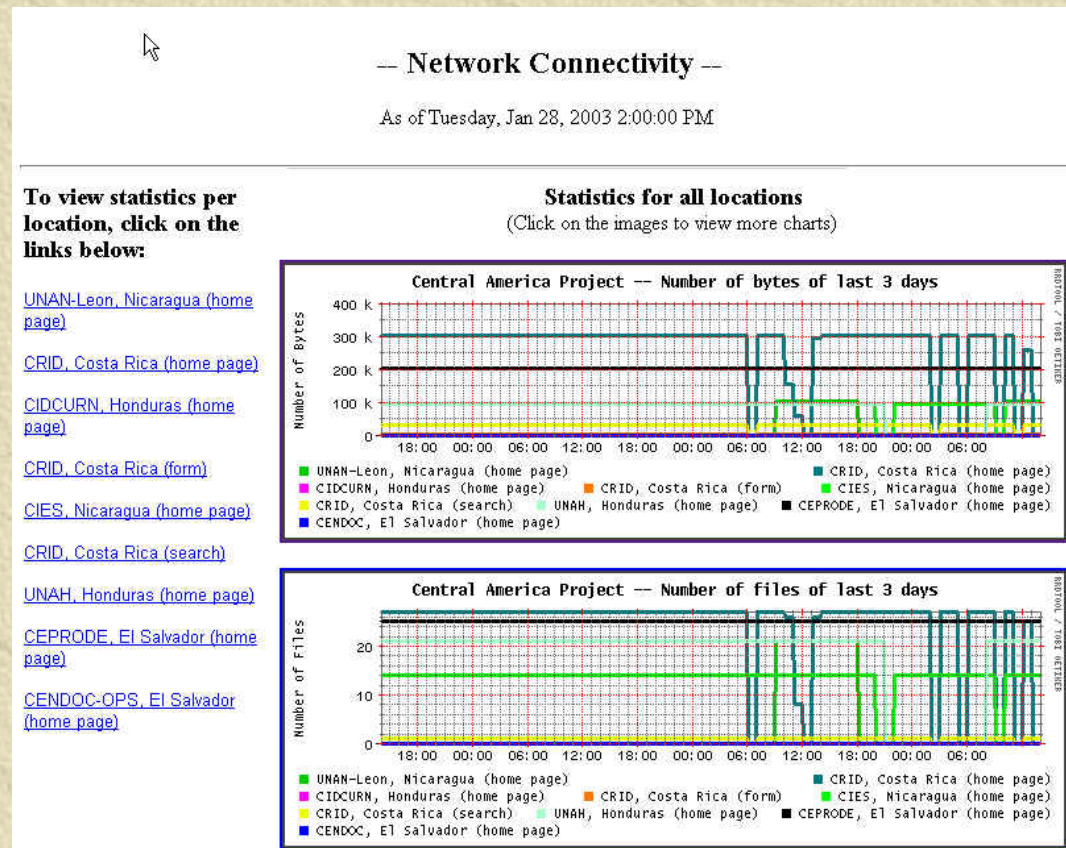 -- Network Connectivity --
As of Tuesday, Jan 28, 2003 2:00:00 PM
To view statistics per
location, click on the
links below:
UNAN-Leon, Nicaragua (home
page)
CRID, Costa Rica (home page)
CIDCURN, Honduras (home
page)
CRID, Costa Rica (form)
CIES, Nicaragua (home page)
CRID, Costa Rica (search)
UNAH, Honduras (home page)
CEPRODE, El Salvador (home
page)
CENDOC-OPS, El Salvador
(home page)
Statistics for all locations
(Click on the images to view more charts)
Central America Project -- Number of bytes of last 3 days
RRDTOOL / TOBI OETIKER
Number of Bytes
400 k
300 k
200 k
100 k
0
18:00 00:00 06:00 12:00 18:00 00:00 06:00 12:00 18:00 00:00 06:00
UNAN-Leon, Nicaragua (home page) CRID, Costa Rica (home page)
CIDCURN, Honduras (home page) CRID, Costa Rica (form) CIES, Nicaragua (home page)
CRID, Costa Rica (search) UNAH, Honduras (home page) CEPRODE, El Salvador (home page)
CENDOC, El Salvador (home page)
Central America Project -- Number of files of last 3 days
RRDTOOL / TOBI OETIKER
Number of Files
20
10
0
18:00 00:00 06:00 12:00 18:00 00:00 06:00 12:00 18:00 00:00 06:00
UNAN-Leon, Nicaragua (home page) CRID, Costa Rica (home page)
CIDCURN, Honduras (home page) CRID, Costa Rica (form) CIES, Nicaragua (home page)
CRID, Costa Rica (search) UNAH, Honduras (home page) CEPRODE, El Salvador (home page)
CENDOC, El Salvador (home page)